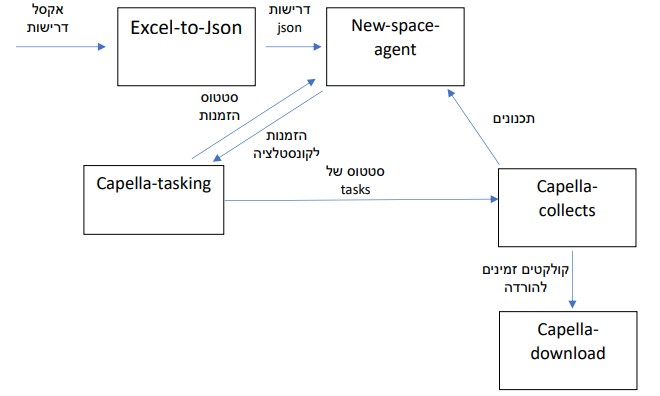 אקסל
דרישות
Excel-to-Json
דרישות
json
New-space-
agent
סטטוס
הזמנות
הזמנות
לקונסטלציה
תכנונים
Capella-tasking
סטטוס של
tasks
Capella-
collects
קולקטים זמינים
להורדה
Capella-
download